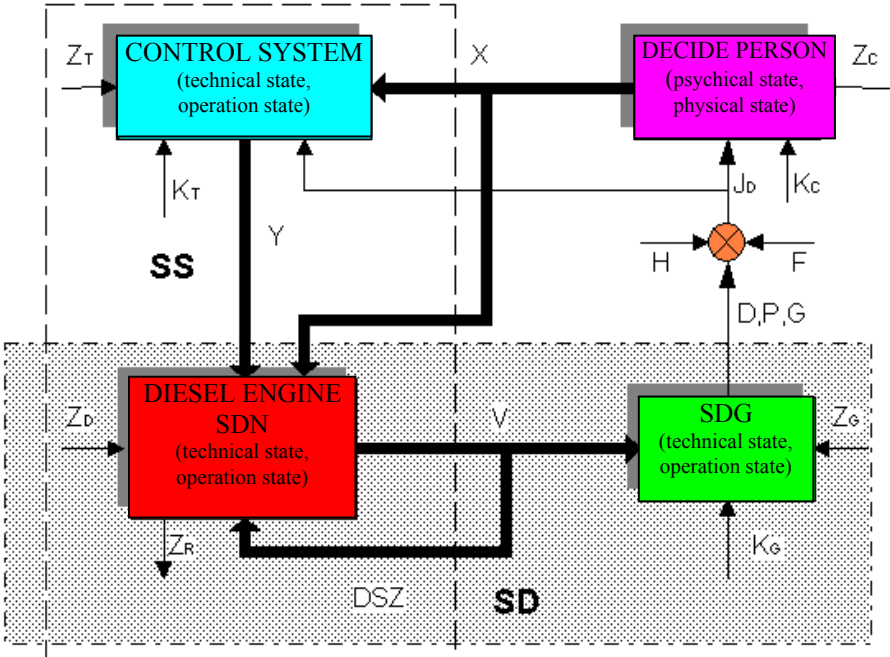 CONTROL SYSTEM
(technical state,
operation state)
DECIDE PERSON
(psychical state,
physical state)
ZT
X
ZC
KT
JD
KC
Y
SS
H
F
D,P,G
DIESEL ENGINE
SDN
(technical state,
operation state)
SDG
(technical state,
operation state)
ZD
V
ZG
ZR
KG
DSZ
SD